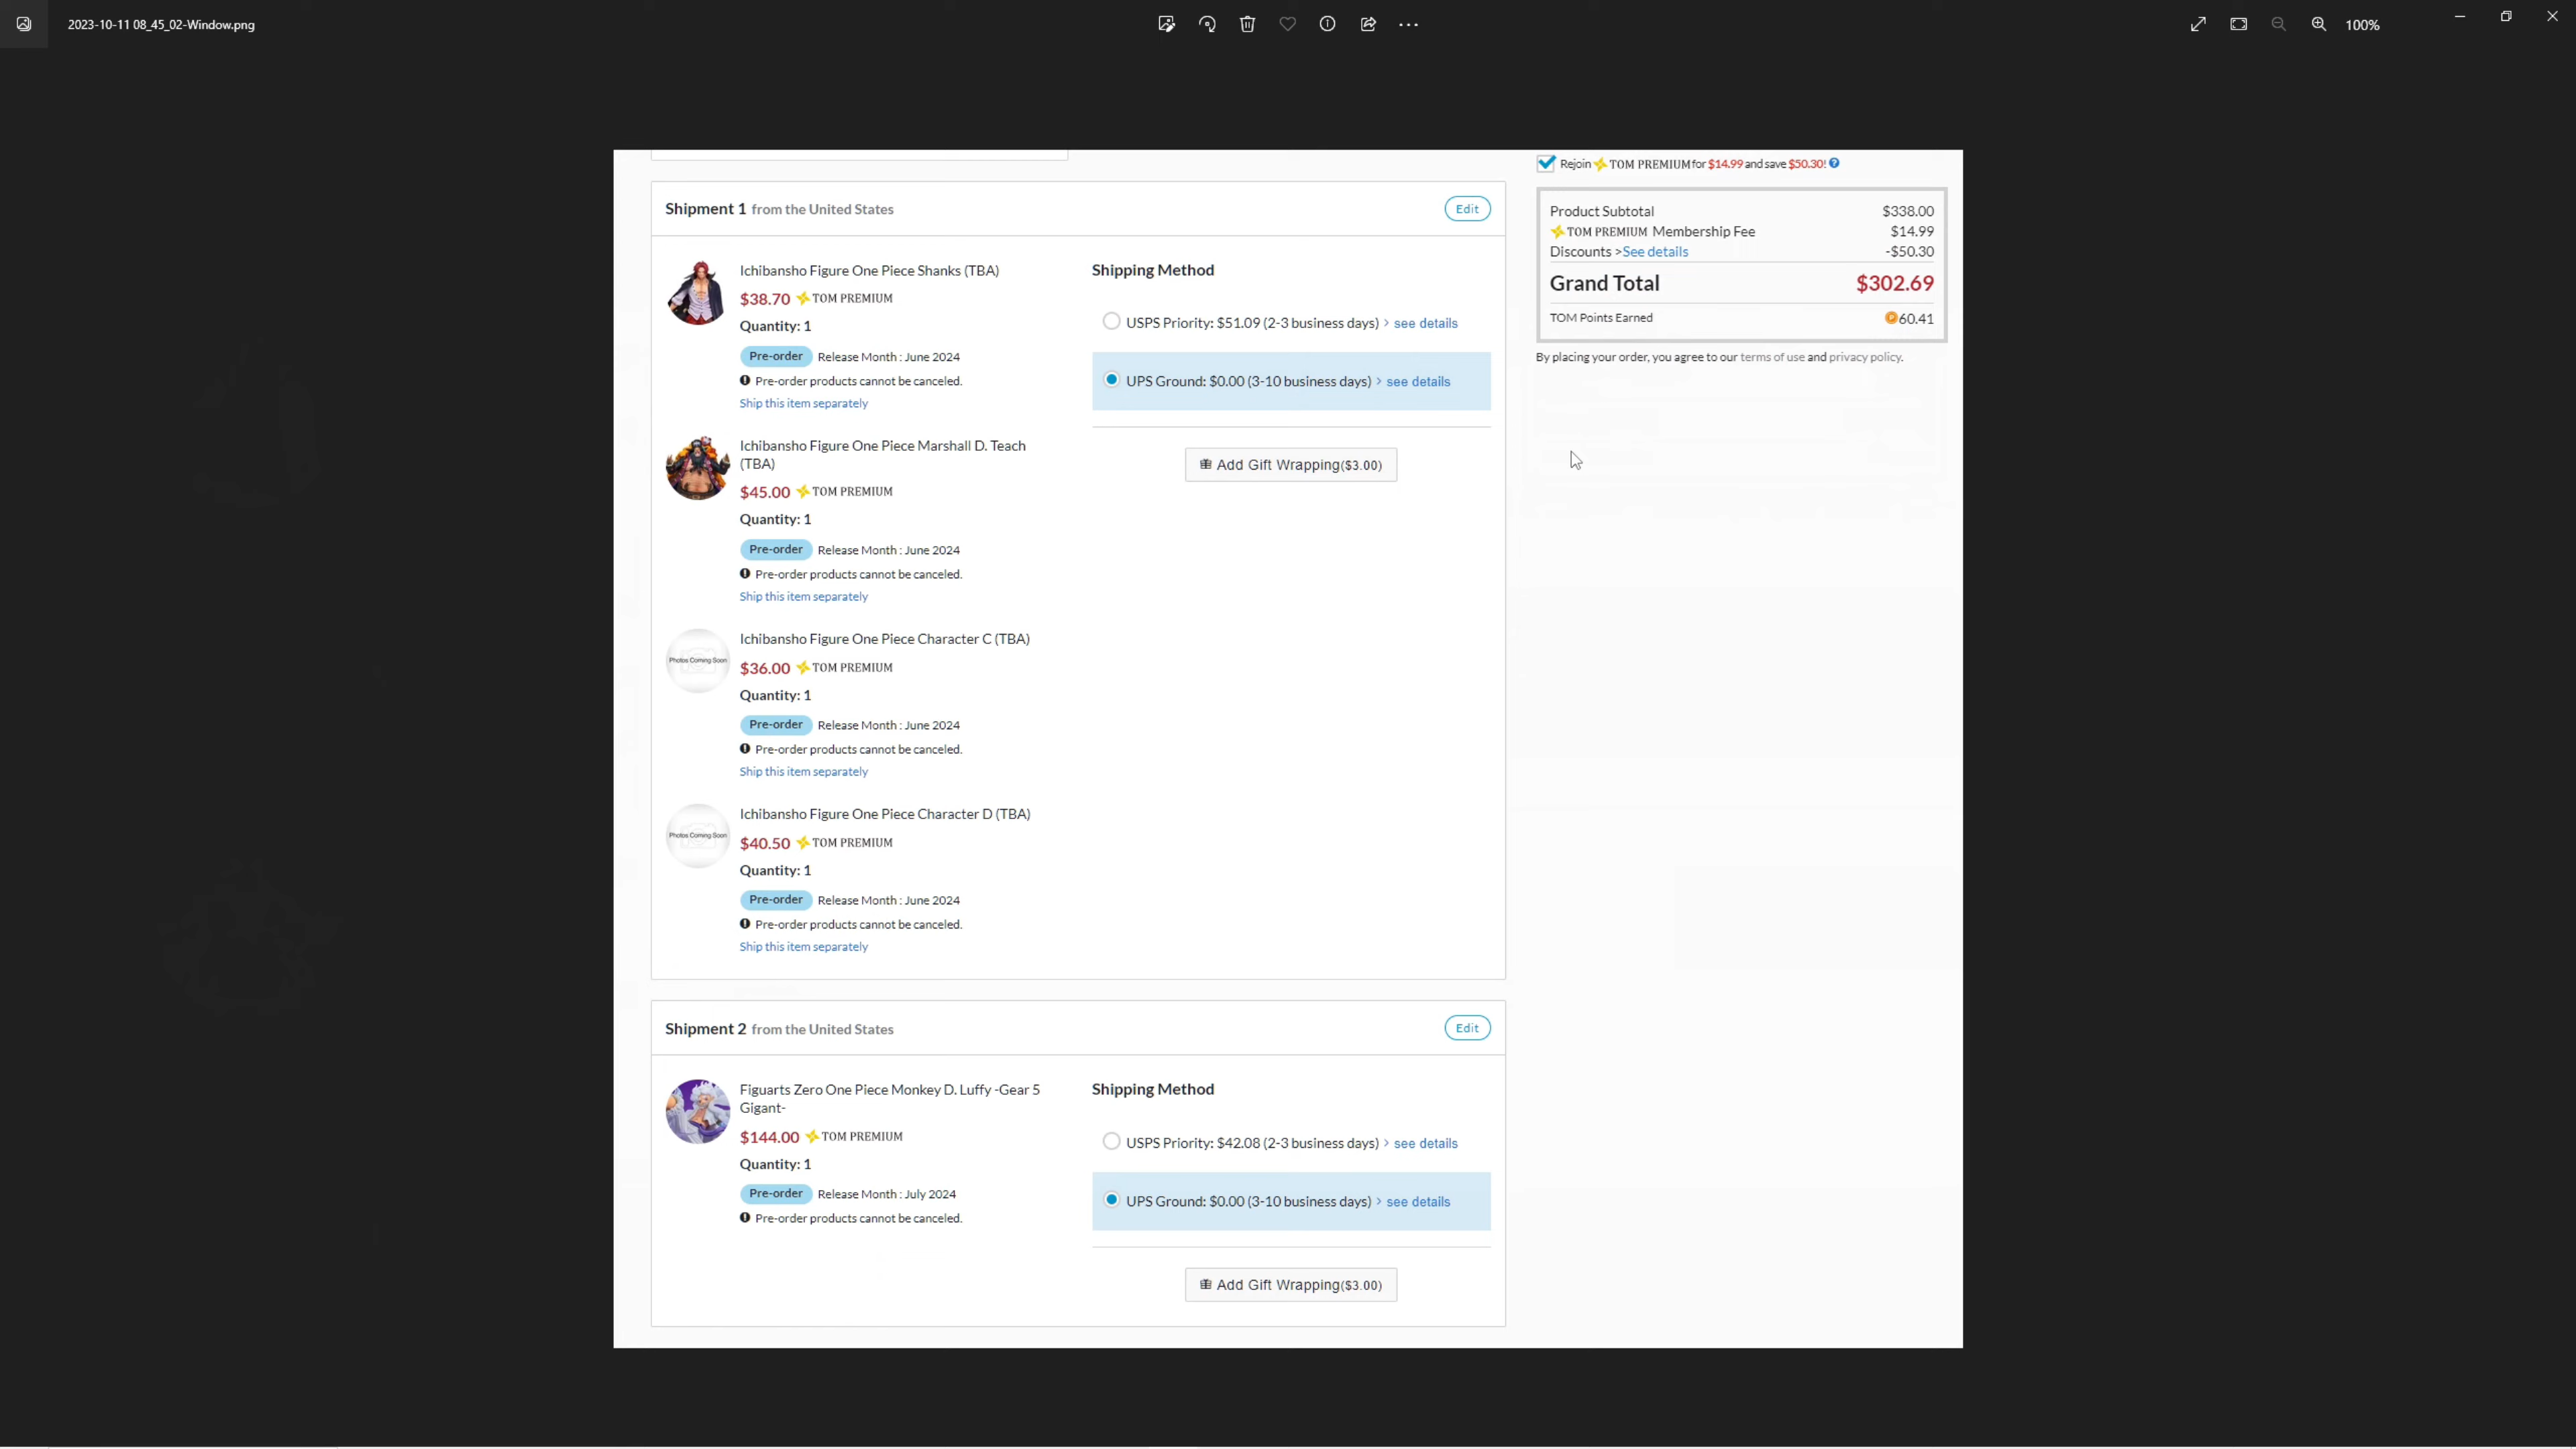 2023-10-11 08_45_02-Window.png
100%
Rejoin TOM PREMIUM for $14.99 and save $50.30! ?
Shipment 1 from the United States
Edit
Ichibansho Figure One Piece Shanks (TBA)
$38.70 TOM PREMIUM
Quantity: 1
Pre-order Release Month : June 2024
Pre-order products cannot be canceled.
Ship this item separately
Ichibansho Figure One Piece Marshall D. Teach
(TBA)
$45.00 TOM PREMIUM
Quantity: 1
Pre-order Release Month : June 2024
Pre-order products cannot be canceled.
Ship this item separately
Photos Coming Soon
Ichibansho Figure One Piece Character C (TBA)
$36.00 TOM PREMIUM
Quantity: 1
Pre-order Release Month : June 2024
Pre-order products cannot be canceled.
Ship this item separately
Photos Coming Soon
Ichibansho Figure One Piece Character D (TBA)
$40.50 TOM PREMIUM
Quantity: 1
Pre-order Release Month : June 2024
Pre-order products cannot be canceled.
Ship this item separately
Shipping Method
USPS Priority: $51.09 (2-3 business days) > see details
UPS Ground: $0.00 (3-10 business days) > see details
Add Gift Wrapping($3.00)
Product Subtotal $338.00
TOM PREMIUM Membership Fee $14.99
Discounts >See details -$50.30
Grand Total $302.69
TOM Points Earned P60.41
By placing your order, you agree to our terms of use and privacy policy.
Shipment 2 from the United States
Edit
Figuarts Zero One Piece Monkey D. Luffy -Gear 5
Gigant-
$144.00 TOM PREMIUM
Quantity: 1
Pre-order Release Month : July 2024
Pre-order products cannot be canceled.
Shipping Method
USPS Priority: $42.08 (2-3 business days) > see details
UPS Ground: $0.00 (3-10 business days) > see details
Add Gift Wrapping($3.00)